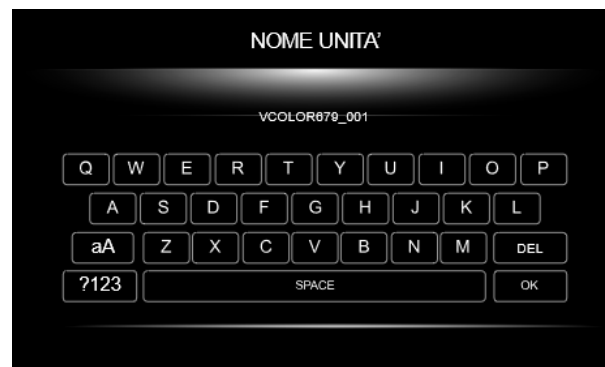 NOME UNITA'
VCOLOR679_001
Q W E R T Y U I O P
A S D F G H J K L
aA Z X C V B N M DEL
?123 SPACE OK